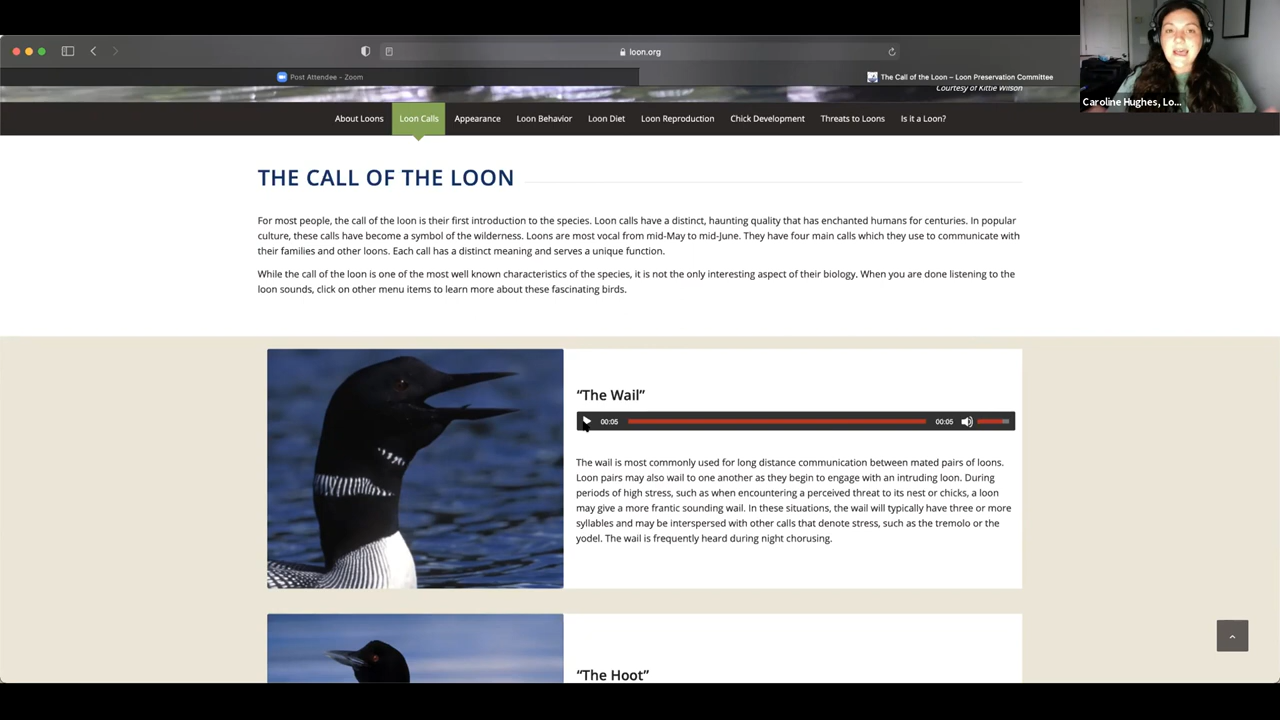 loon.org
Post Attendee - Zoom
The Call of the Loon – Loon Preservation Committee
Courtesy of Kittie Wilson
Caroline Hughes, Lo...
About Loons
Loon Calls
Appearance
Loon Behavior
Loon Diet
Loon Reproduction
Chick Development
Threats to Loons
Is it a Loon?
THE CALL OF THE LOON
For most people, the call of the loon is their first introduction to the species. Loon calls have a distinct, haunting quality that has enchanted humans for centuries. In popular
culture, these calls have become a symbol of the wilderness. Loons are most vocal from mid-May to mid-June. They have four main calls which they use to communicate with
their families and other loons. Each call has a distinct meaning and serves a unique function.
While the call of the loon is one of the most well known characteristics of the species, it is not the only interesting aspect of their biology. When you are done listening to the
loon sounds, click on other menu items to learn more about these fascinating birds.
“The Wail”
00:05
00:05
The wail is most commonly used for long distance communication between mated pairs of loons.
Loon pairs may also wail to one another as they begin to engage with an intruding loon. During
periods of high stress, such as when encountering a perceived threat to its nest or chicks, a loon
may give a more frantic sounding wail. In these situations, the wail will typically have three or more
syllables and may be interspersed with other calls that denote stress, such as the tremolo or the
yodel. The wail is frequently heard during night chorusing.
“The Hoot”